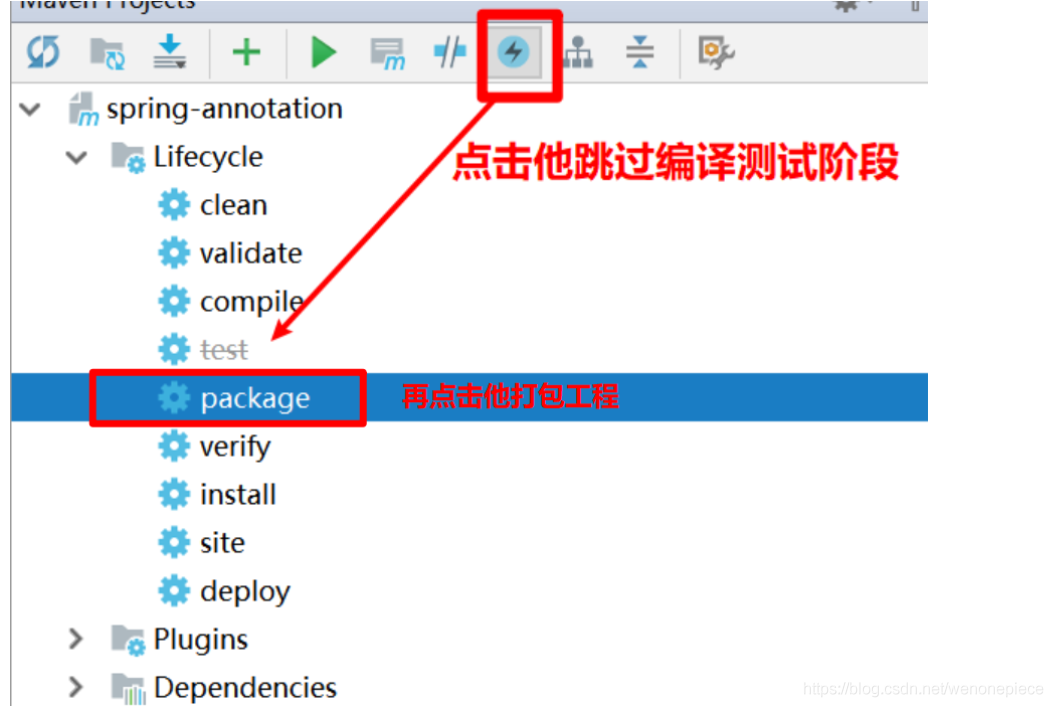 Maven Projects
spring-annotation
点击他跳过编译测试阶段
Lifecycle
clean
validate
compile
test
package
再点击他打包工程
verify
install
site
deploy
Plugins
Dependencies
https://blog.csdn.net/wenonepiece